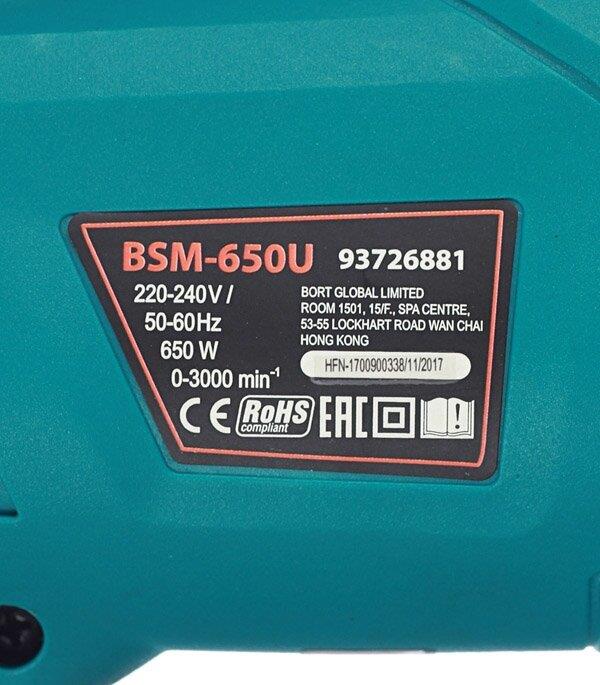 BSM-650U 93726881
220-240V /
50-60Hz
650 W
0-3000 min⁻¹
BORT GLOBAL LIMITED
ROOM 1501, 15/F., SPA CENTRE,
53-55 LOCKHART ROAD WAN CHAI
HONG KONG
HFN-1700900338/11/2017
CE RoHS EAC
compliant